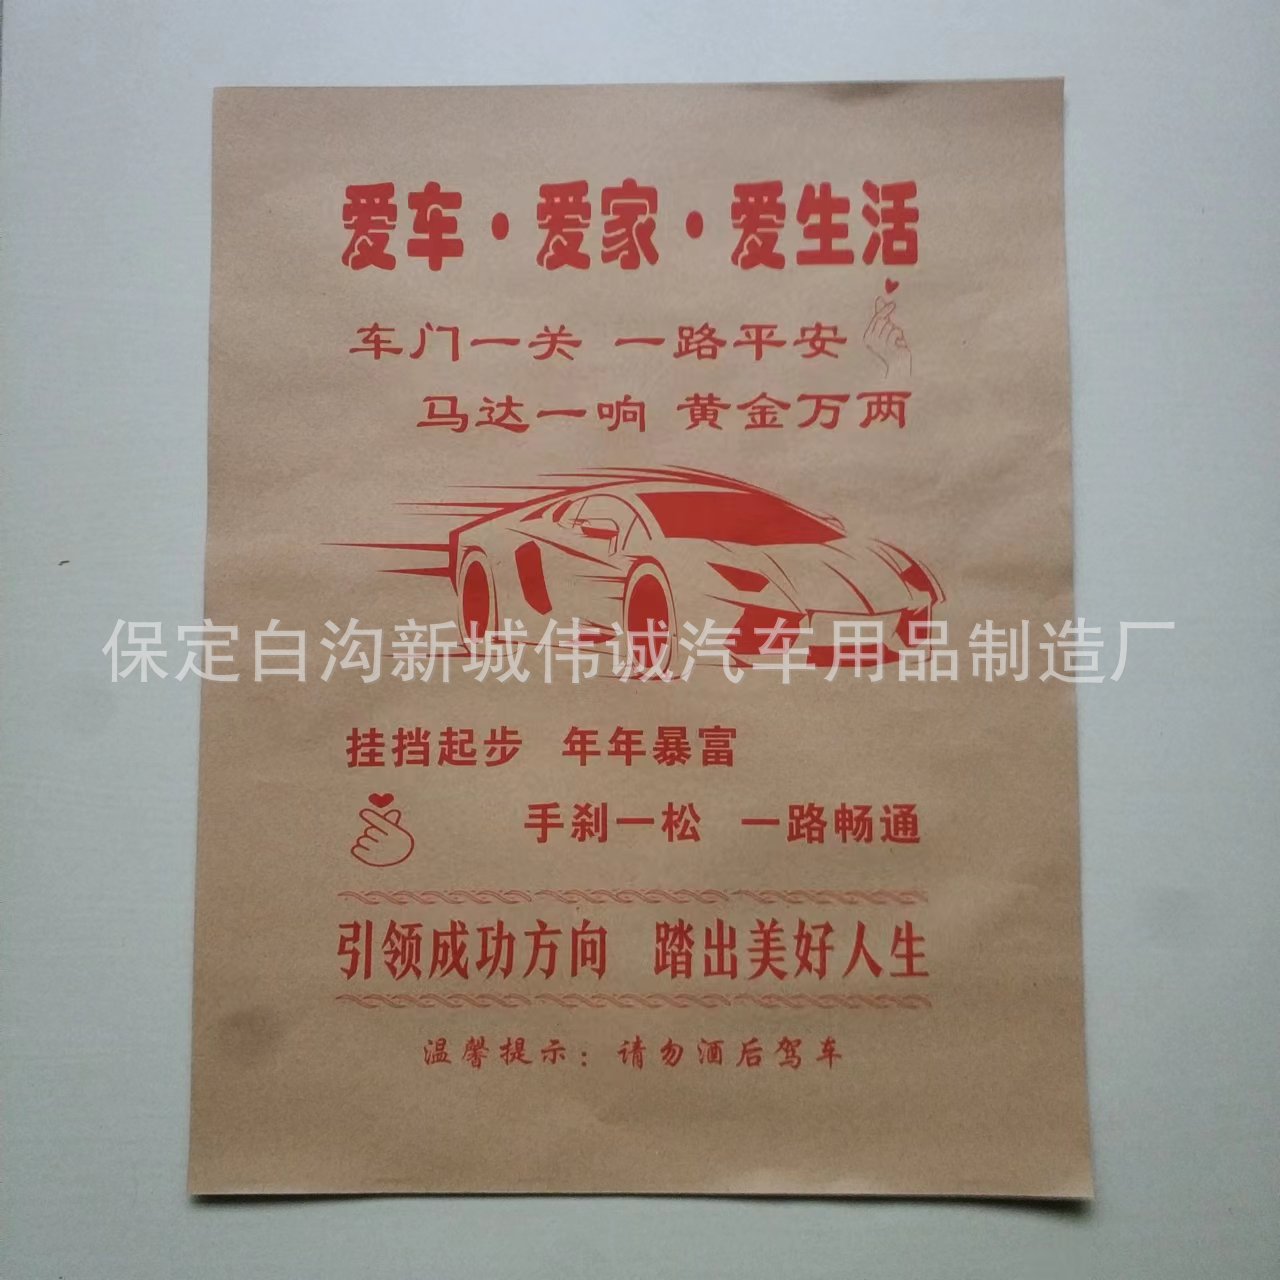 爱车·爱家·爱生活
车门一关 一路平安
马达一响 黄金万两
保定白沟新城伟诚汽车用品制造厂
挂挡起步 年年暴富
手刹一松 一路畅通
引领成功方向 踏出美好人生
温馨提示：请勿酒后驾车